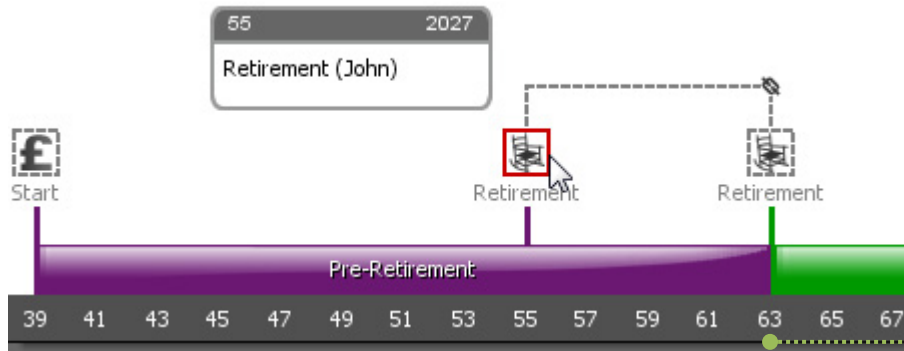 55 2027
Retirement (John)
£
Start
Retirement
Retirement
Pre-Retirement
39 41 43 45 47 49 51 53 55 57 59 61 63 65 67